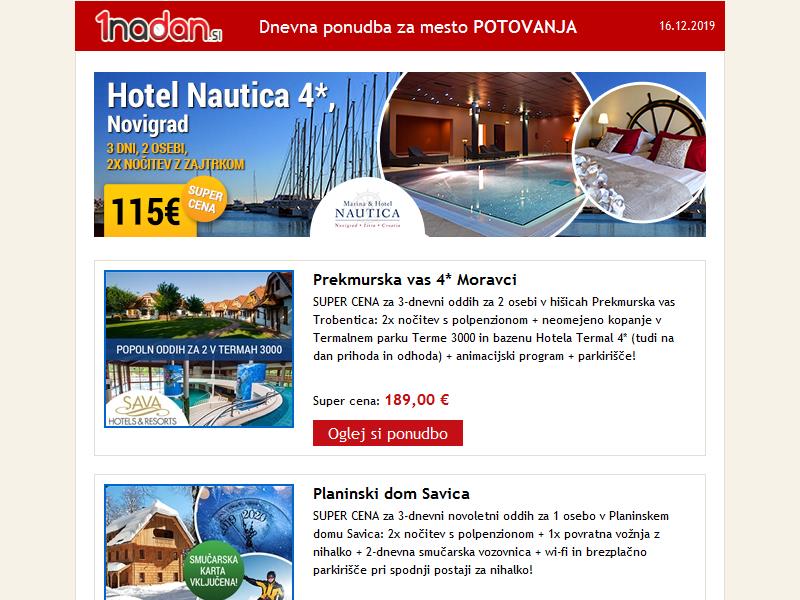 1nadan.si
Dnevna ponudba za mesto POTOVANJA
16.12.2019
Hotel Nautica 4*,
Novigrad
3 DNI, 2 OSEBI,
2X NOČITEV Z ZAJTRKOM
115€
SUPER
CENA
Marina & Hotel
NAUTICA
Novigrad • Istra • Croatia
POPOLN ODDIH ZA 2 V TERMAH 3000
SAVA
HOTELS & RESORTS
Prekmurska vas 4* Moravci
SUPER CENA za 3-dnevni oddih za 2 osebi v hišicah Prekmurska vas
Trobentica: 2x nočitev s polpenzionom + neomejeno kopanje v
Termalnem parku Terme 3000 in bazenu Hotela Termal 4* (tudi na
dan prihoda in odhoda) + animacijski program + parkirišče!
Super cena: 189,00 €
Oglej si ponudbo
2019 2020
SMUČARSKA
KARTA
VKLJUČENA!
Planinski dom Savica
SUPER CENA za 3-dnevni novoletni oddih za 1 osebo v Planinskem
domu Savica: 2x nočitev s polpenzionom + 1x povratna vožnja z
nihalko + 2-dnevna smučarska vozovnica + wi-fi in brezplačno
parkirišče pri spodnji postaji za nihalko!